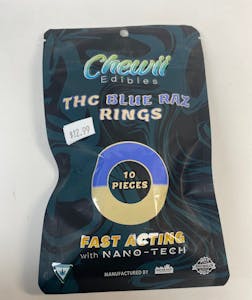 Chewii
Edibles
THC BLUE RAZ
RINGS
$12.99
10
PIECES
FAST ACTING
with NANO-TECH
MANUFACTURED BY